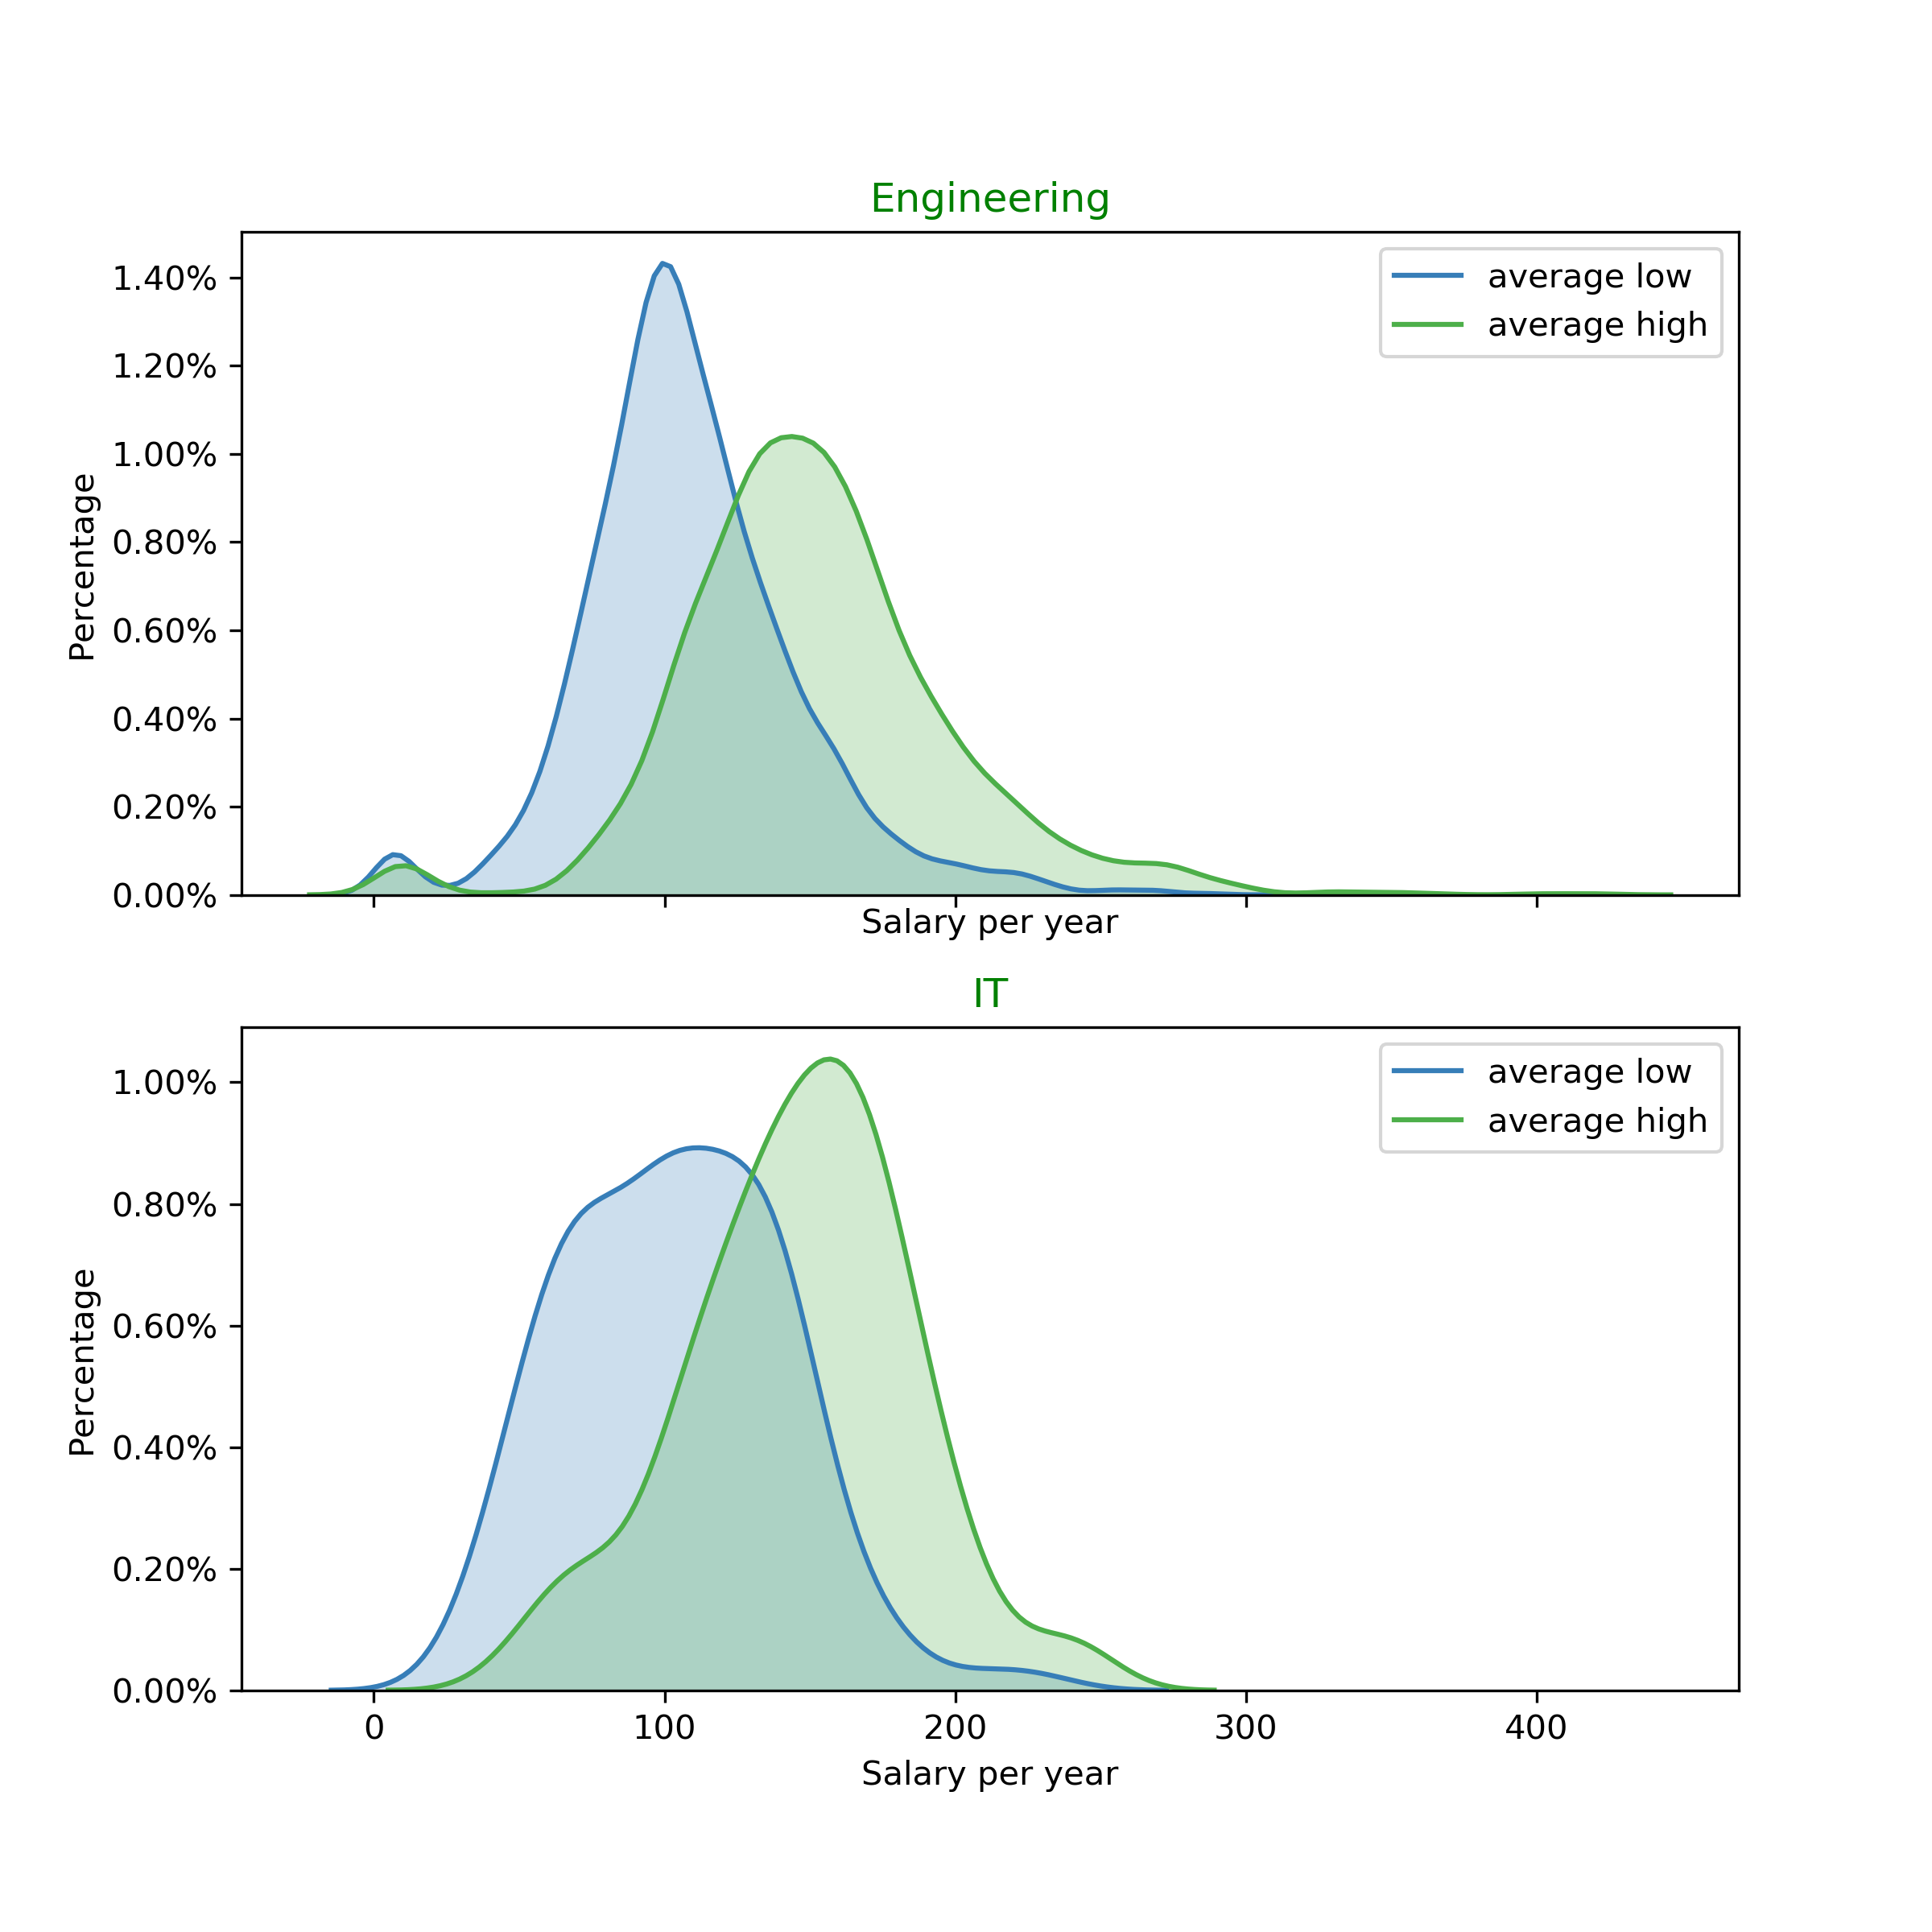 Engineering
1.40%
1.20%
1.00%
0.80%
0.60%
0.40%
0.20%
0.00%
Percentage
average low
average high
Salary per year
IT
1.00%
0.80%
0.60%
0.40%
0.20%
0.00%
Percentage
average low
average high
0 100 200 300 400
Salary per year